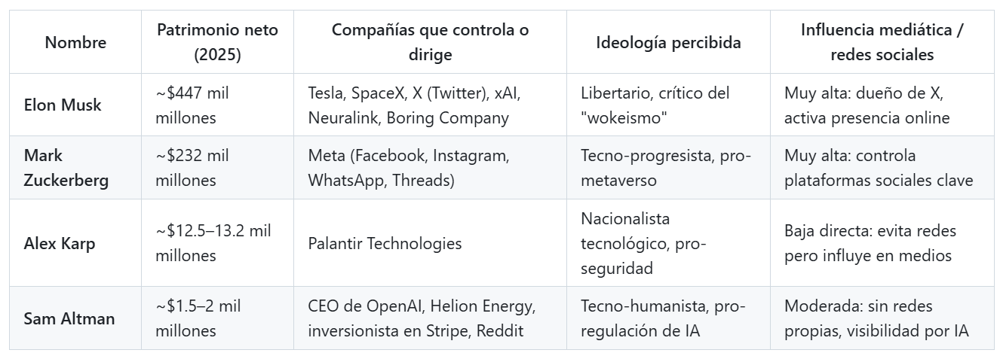 Nombre
Patrimonio neto
(2025)
Compañías que controla o
dirige
Ideología percibida
Influencia mediática /
redes sociales
Elon Musk
~$447 mil
millones
Tesla, SpaceX, X (Twitter), xAI,
Neuralink, Boring Company
Libertario, crítico del
"wokeismo"
Muy alta: dueño de X,
activa presencia online
Mark
Zuckerberg
~$232 mil
millones
Meta (Facebook, Instagram,
WhatsApp, Threads)
Tecno-progresista, pro-
metaverso
Muy alta: controla
plataformas sociales clave
Alex Karp
~$12.5–13.2 mil
millones
Palantir Technologies
Nacionalista
tecnológico, pro-
seguridad
Baja directa: evita redes
pero influye en medios
Sam Altman
~$1.5–2 mil
millones
CEO de OpenAI, Helion Energy,
inversionista en Stripe, Reddit
Tecno-humanista, pro-
regulación de IA
Moderada: sin redes
propias, visibilidad por IA